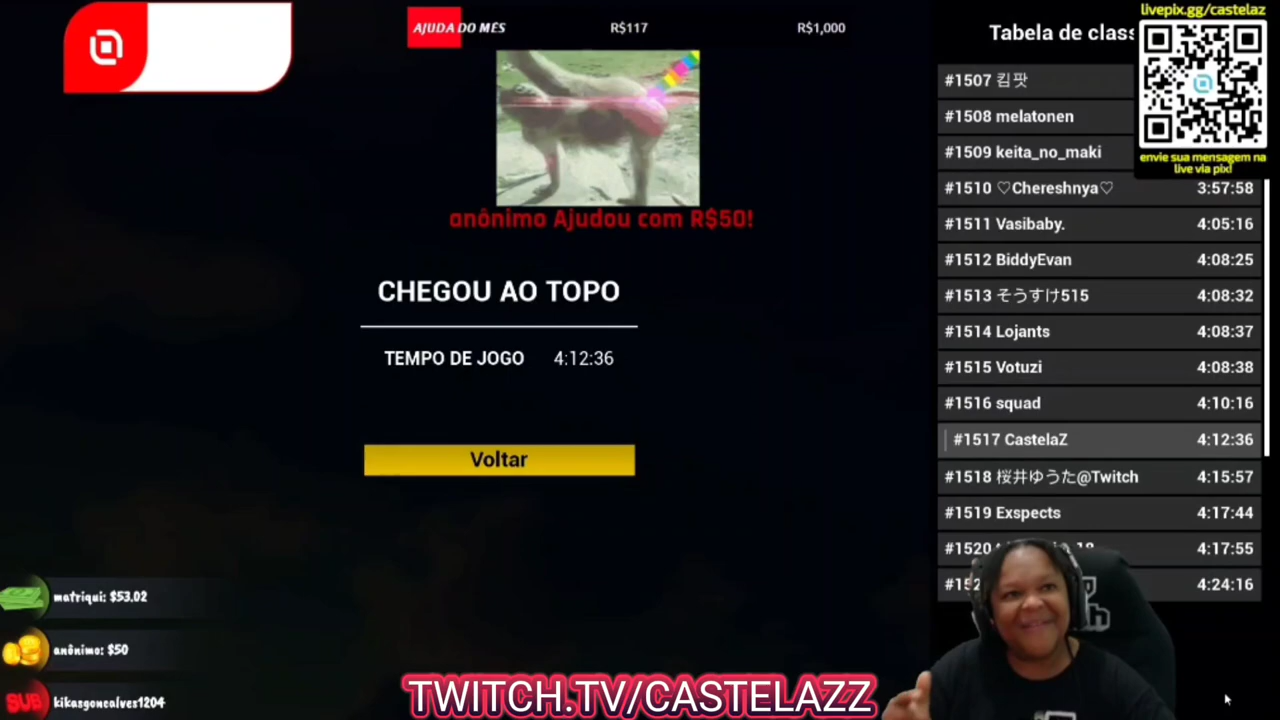 AJUDA DO MÊS R$117 R$1,000
anônimo Ajudou com R$50!
CHEGOU AO TOPO
TEMPO DE JOGO 4:12:36
Voltar
livepix.gg/castelaz
envie sua mensagem na
live via pix!
Tabela de class
#1507 킴팟
#1508 melatonen
#1509 keita_no_maki
#1510 ♡Chereshnya♡ 3:57:58
#1511 Vasibaby. 4:05:16
#1512 BiddyEvan 4:08:25
#1513 そうすけ515 4:08:32
#1514 Lojants 4:08:37
#1515 Votuzi 4:08:38
#1516 squad 4:10:16
#1517 CastelaZ 4:12:36
#1518 桜井ゆうた@Twitch 4:15:57
#1519 Exspects 4:17:44
#1520 4:17:55
4:24:16
matriqui: $53.02
anônimo: $50
SUB kikasgoncalves1204
TWITCH.TV/CASTELAZZ